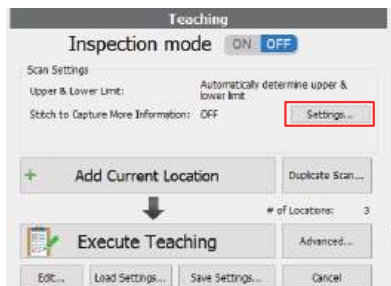 Teaching
Inspection mode ON OFF
Scan Settings
Upper & Lower Limit: Automatically determine upper &
lower limit
Stitch to Capture More Information: OFF Settings...
+ Add Current Location Duplicate Scan...
# of Locations: 3
Execute Teaching Advanced...
Edit... Load Settings... Save Settings... Cancel